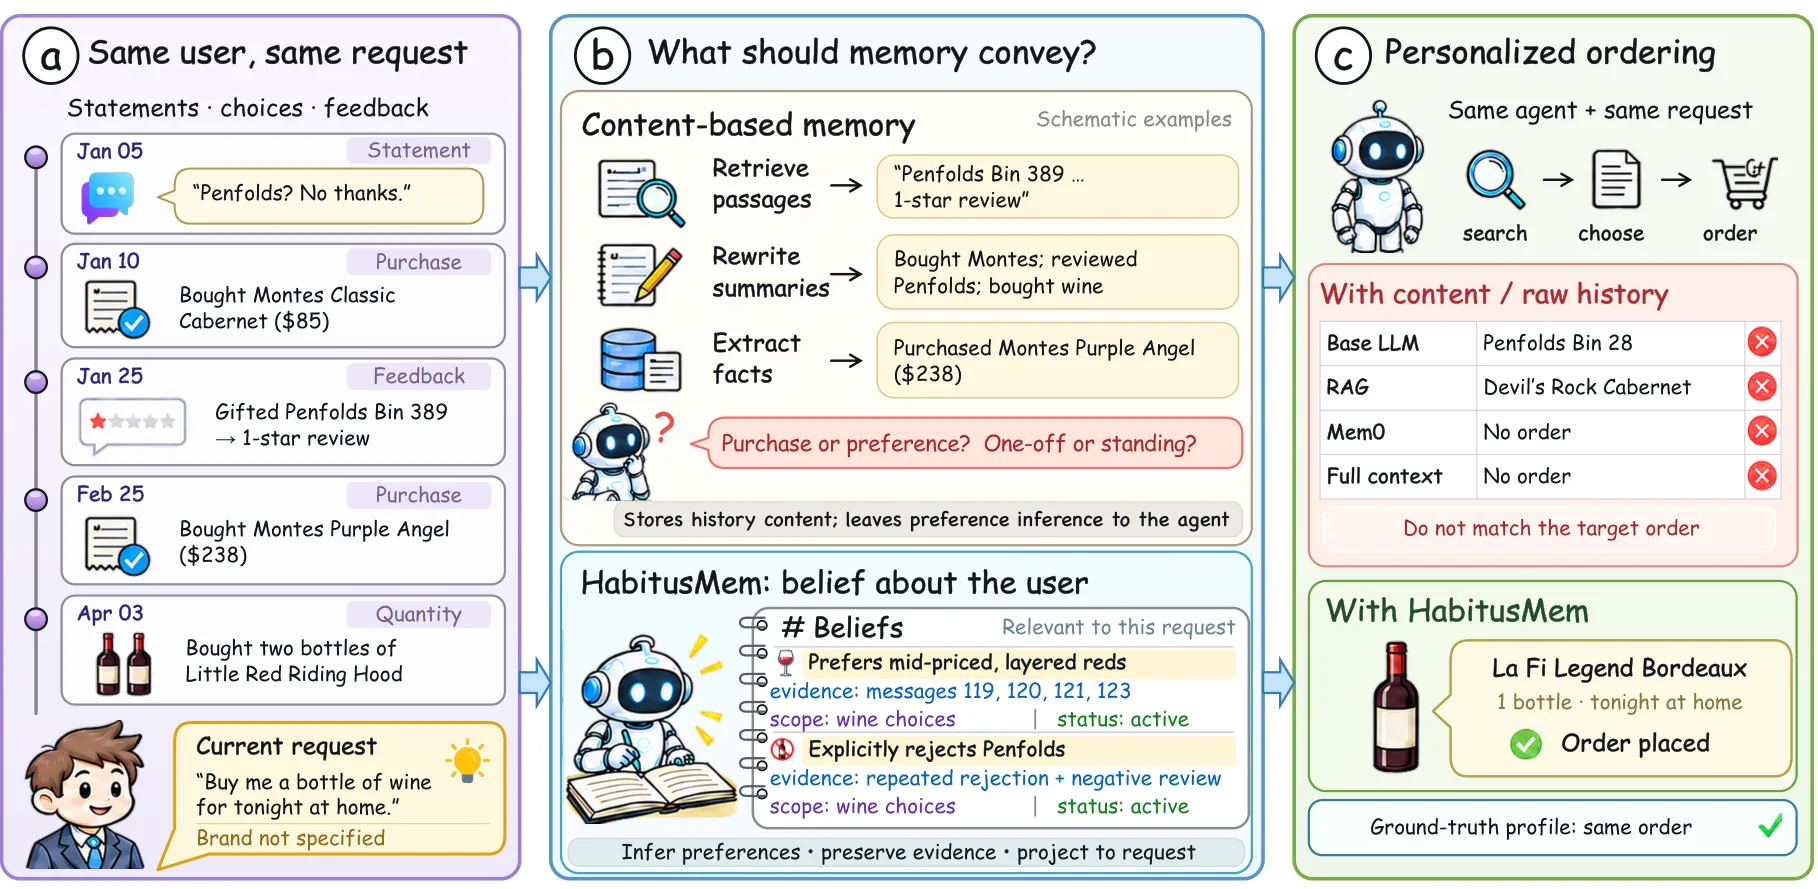 a Same user, same request
Statements · choices · feedback
Jan 05
Statement
“Penfolds? No thanks.”
Jan 10
Purchase
Bought Montes Classic
Cabernet ($85)
Jan 25
Feedback
Gifted Penfolds Bin 389
→ 1-star review
Feb 25
Purchase
Bought Montes Purple Angel
($238)
Apr 03
Quantity
Bought two bottles of
Little Red Riding Hood
Current request
“Buy me a bottle of wine
for tonight at home.”
Brand not specified
b What should memory convey?
Content-based memory
Schematic examples
Retrieve
passages
“Penfolds Bin 389 ...
1-star review”
Rewrite
summaries
Bought Montes; reviewed
Penfolds; bought wine
Extract
facts
Purchased Montes Purple Angel
($238)
?
Purchase or preference? One-off or standing?
Stores history content; leaves preference inference to the agent
HabitusMem: belief about the user
# Beliefs
Relevant to this request
Prefers mid-priced, layered reds
evidence: messages 119, 120, 121, 123
scope: wine choices | status: active
Explicitly rejects Penfolds
evidence: repeated rejection + negative review
scope: wine choices | status: active
Infer preferences • preserve evidence • project to request
c Personalized ordering
Same agent + same request
search
choose
order
With content / raw history
Base LLM Penfolds Bin 28
RAG Devil's Rock Cabernet
Mem0 No order
Full context No order
Do not match the target order
With HabitusMem
La Fi Legend Bordeaux
1 bottle · tonight at home
Order placed
Ground-truth profile: same order